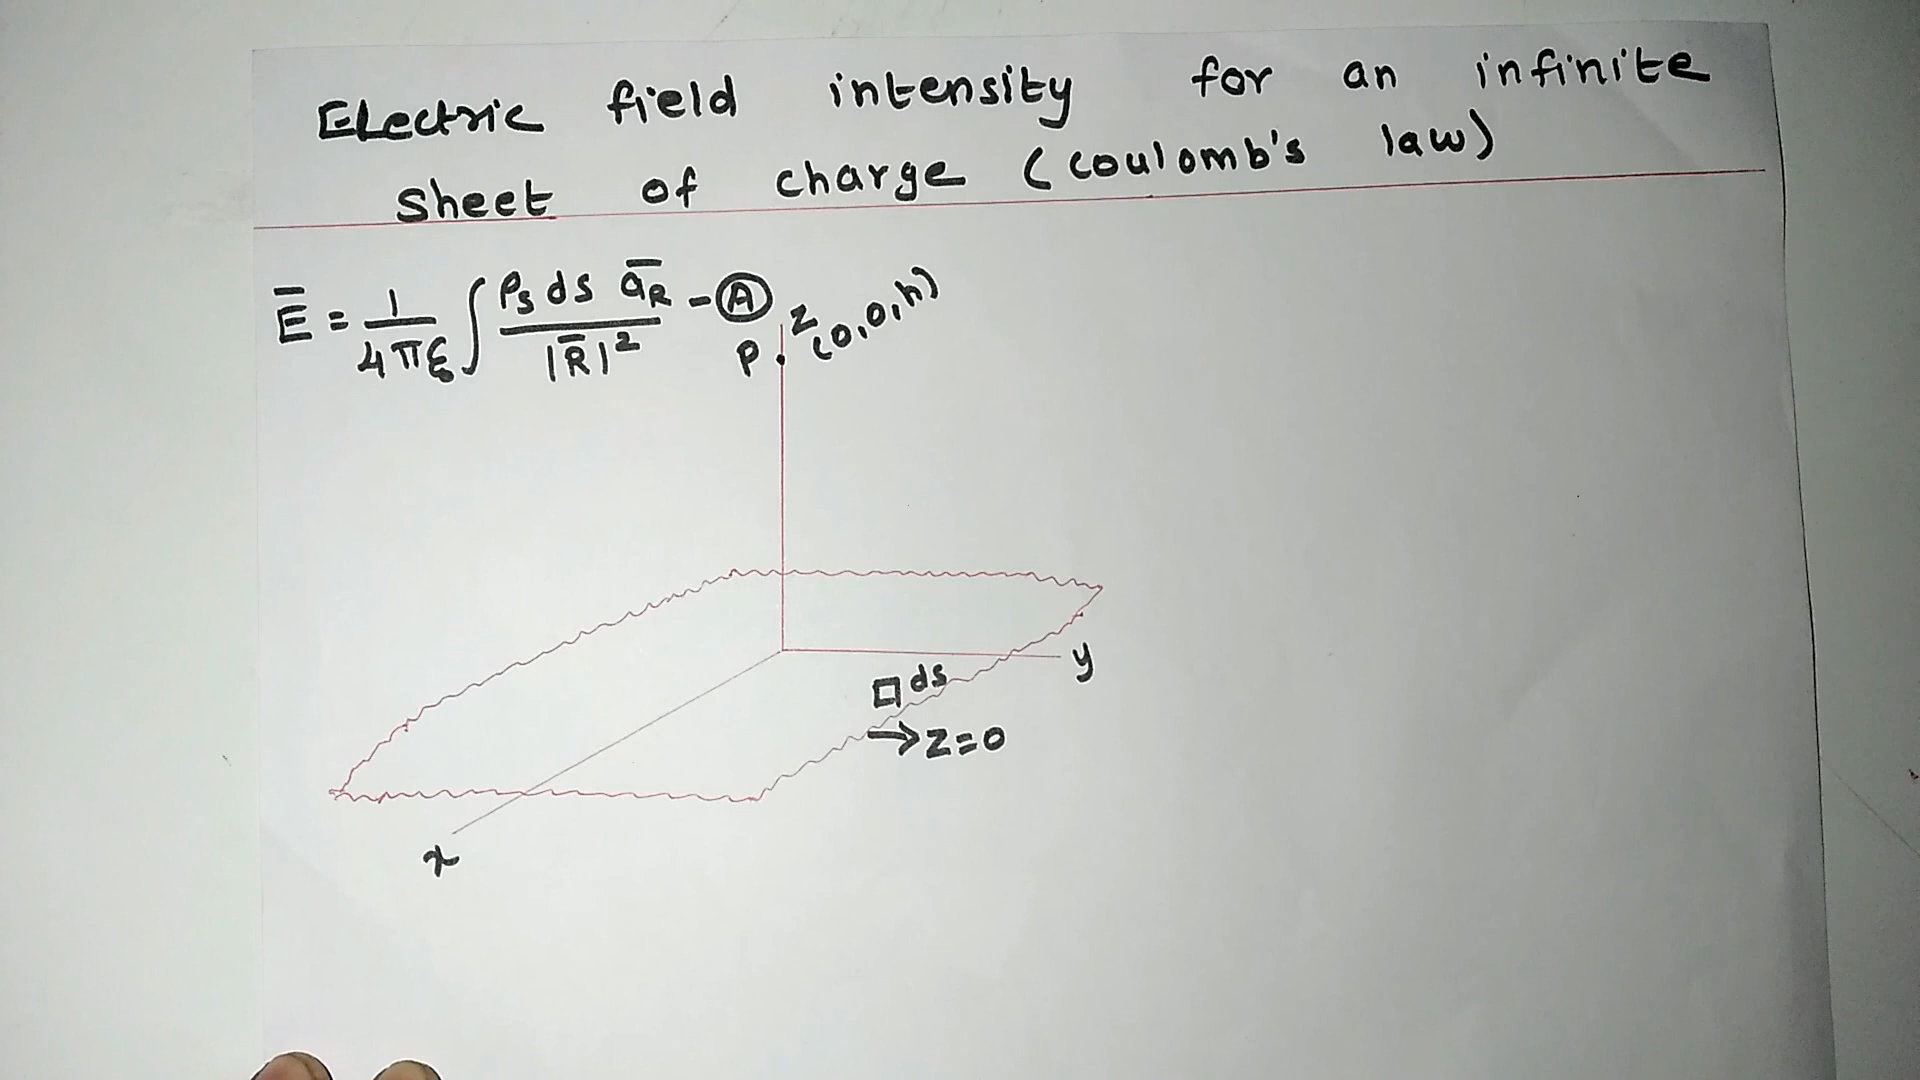 Electric field intensity for an infinite
sheet of charge (coulomb's law)
E̅ = 1/4πε ∫ ρs ds a̅R / |R̅|² - Ⓐ
z
P . (0,0,h)
ds
y
→ z=0
x